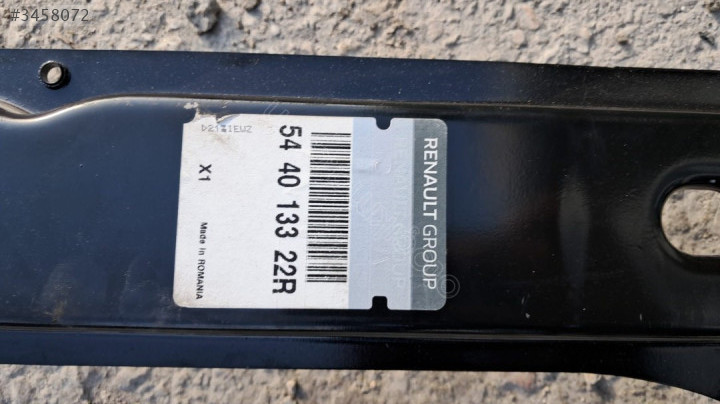 #3458072
RENAULT GROUP
54 40 133 22R
X1
Made in ROMANIA